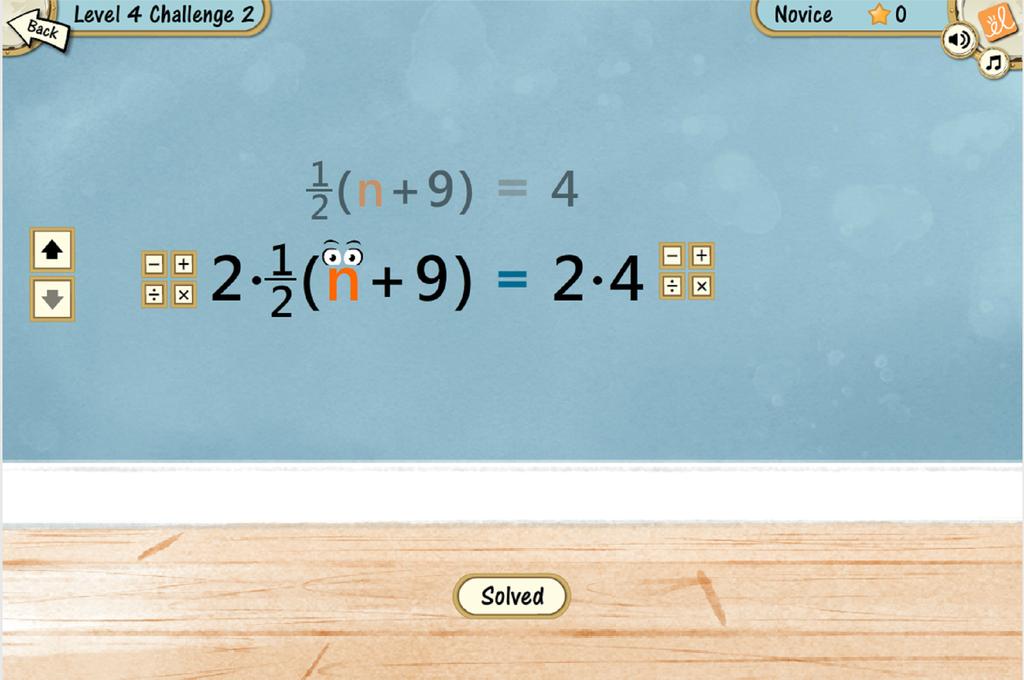 Level 4 Challenge 2
Novice 0
Back
½(n + 9) = 4
− +
2·½(n + 9) = 2·4
− +
÷ ×
÷ ×
Solved